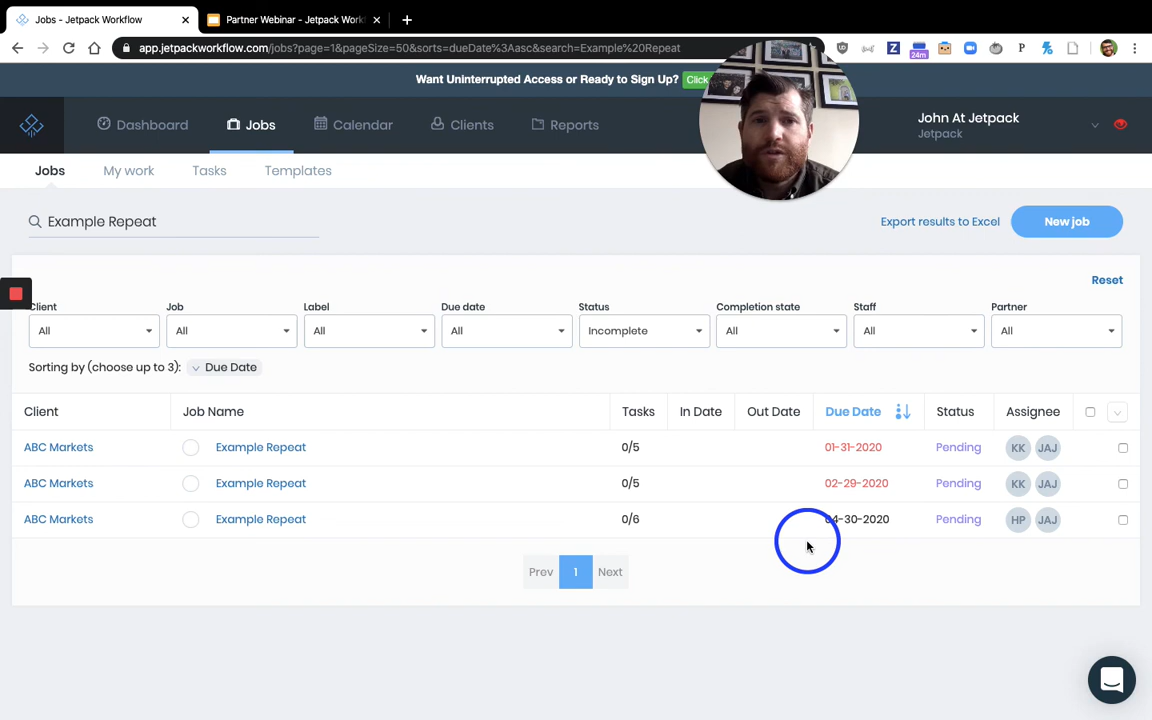 Jobs - Jetpack Workflow
Partner Webinar - Jetpack Work
app.jetpackworkflow.com/jobs?page=1&pageSize=50&sorts=dueDate%3Aasc&search=Example%20Repeat
24m
Want Uninterrupted Access or Ready to Sign Up? Click
Dashboard Jobs Calendar Clients Reports
John At Jetpack
Jetpack
Jobs My work Tasks Templates
Example Repeat
Export results to Excel New job
Reset
Client Job Label Due date Status Completion state Staff Partner
All All All All Incomplete All All All
Sorting by (choose up to 3): Due Date
Client Job Name Tasks In Date Out Date Due Date Status Assignee
ABC Markets Example Repeat 0/5 01-31-2020 Pending KK JAJ
ABC Markets Example Repeat 0/5 02-29-2020 Pending KK JAJ
ABC Markets Example Repeat 0/6 04-30-2020 Pending HP JAJ
Prev 1 Next